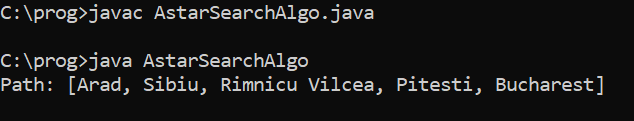 C:\prog>javac AstarSearchAlgo.java
C:\prog>java AstarSearchAlgo
Path: [Arad, Sibiu, Rimnicu Vilcea, Pitesti, Bucharest]